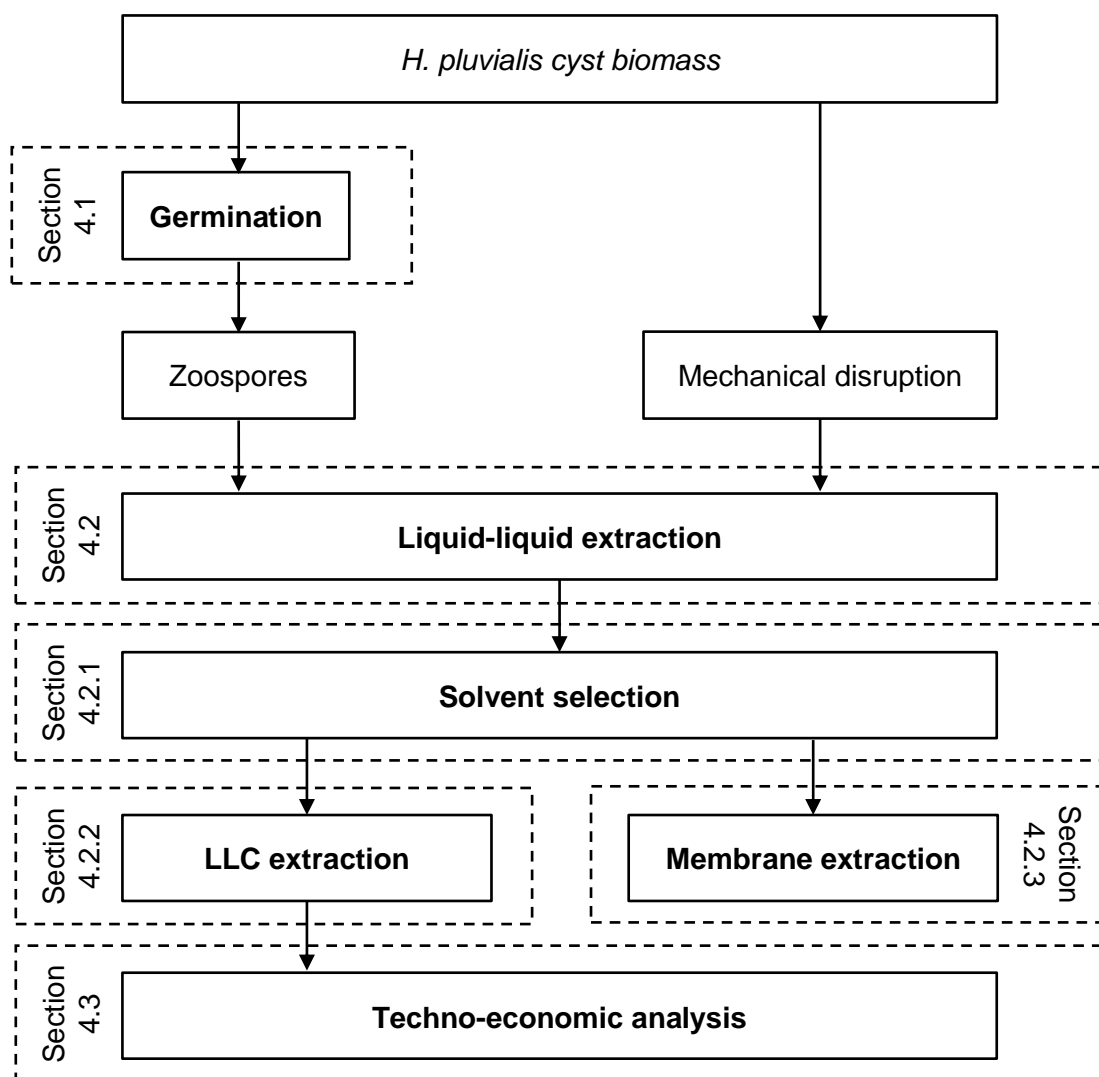 H. pluvialis cyst biomass
Section
4.1
Germination
Zoospores
Mechanical disruption
Section
4.2
Liquid-liquid extraction
Section
4.2.1
Solvent selection
Section
4.2.2
LLC extraction
Membrane extraction
Section
4.2.3
Section
4.3
Techno-economic analysis